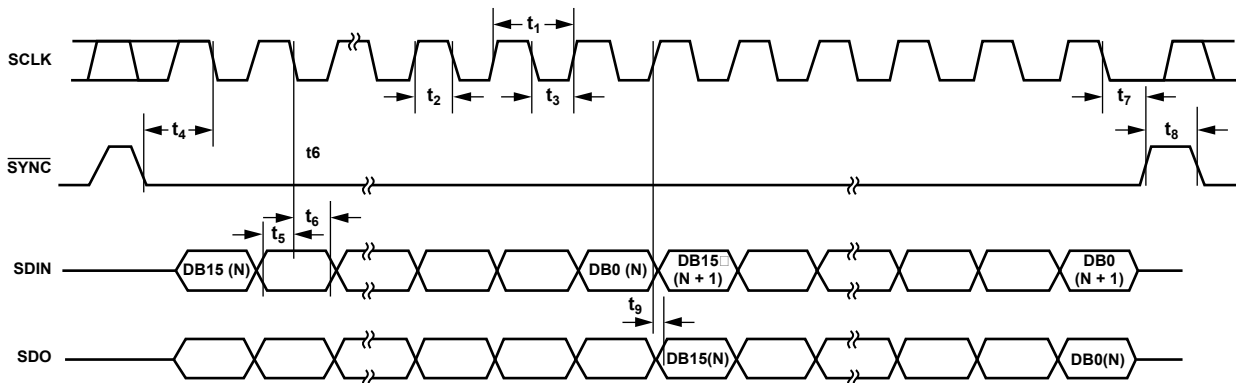 t1
SCLK
t2
t3
t7
t4
t8
t6
SYNC
t6
t5
SDIN
DB15 (N)
DB0 (N)
DB15□
(N + 1)
DB0
(N + 1)
t9
SDO
DB15(N)
DB0(N)